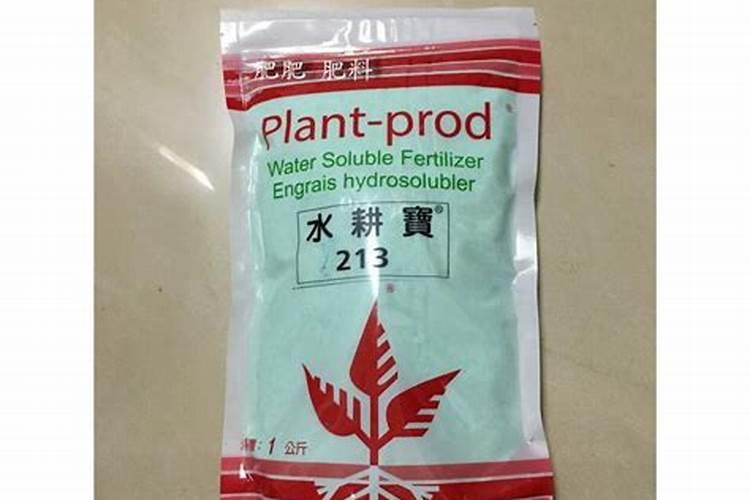 肥肥 肥料
Plant-prod®
Water Soluble Fertilizer
Engrais hydrosolubler
水耕寶®
213
®
1 公斤